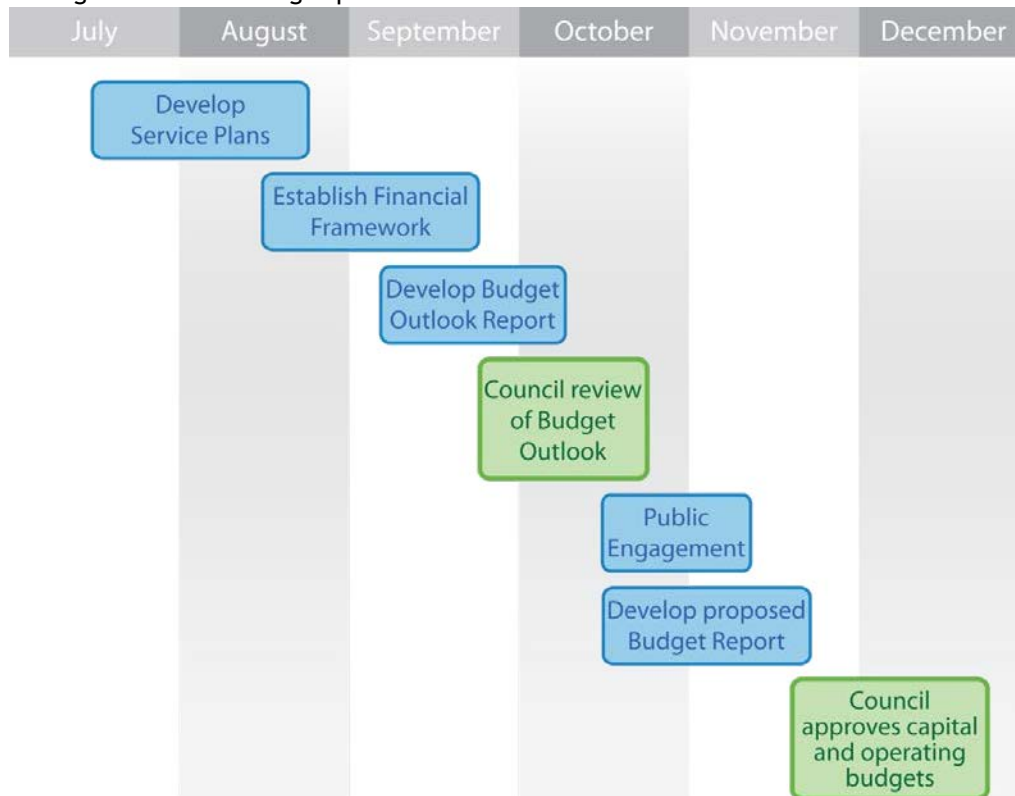 July August September October November December
Develop
Service Plans
Establish Financial
Framework
Develop Budget
Outlook Report
Council review
of Budget
Outlook
Public
Engagement
Develop proposed
Budget Report
Council
approves capital
and operating
budgets